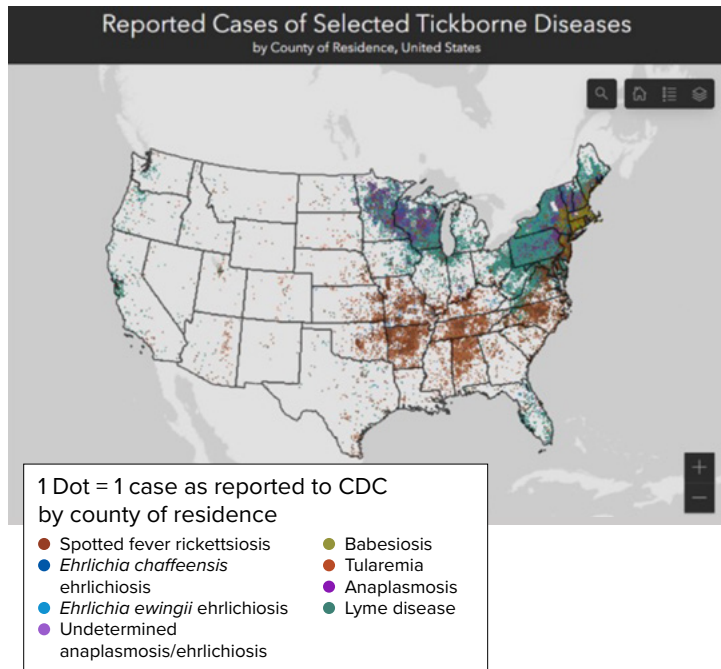 Reported Cases of Selected Tickborne Diseases
by County of Residence, United States
1 Dot = 1 case as reported to CDC
by county of residence
Spotted fever rickettsiosis
Ehrlichia chaffeensis
ehrlichiosis
Ehrlichia ewingii ehrlichiosis
Undetermined
anaplasmosis/ehrlichiosis
Babesiosis
Tularemia
Anaplasmosis
Lyme disease